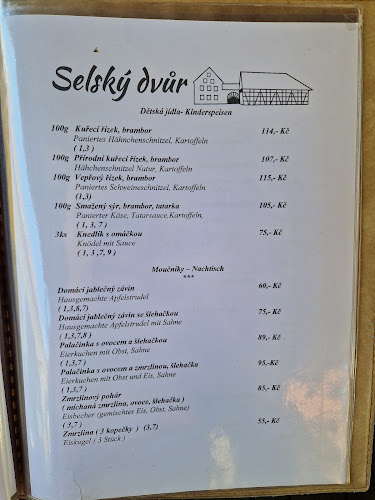 Selský dvůr
Dětská jídla- Kinderspeisen
100g Kuřecí řízek, brambor 114,- Kč
Paniertes Hähnchenschnitzel, Kartoffeln
(1,3)
100g Přírodní kuřecí řízek, brambor 107,- Kč
Hähchenschnitzel Natur, Kartoffeln
100g Vepřový řízek, brambor 115,- Kč
Paniertes Schweineschnitzel, Kartoffeln
(1,3)
100g Smažený sýr, brambor, tatarka 105,- Kč
Panierter Käse, Tatarsauce,Kartoffeln,
(1, 3, 7)
3ks Knedlík s omáčkou 75,- Kč
Knödel mit Sauce
( 1, 3 ,7, 9 )
Moučníky – Nachtisch
***
Domácí jablečný závin 60,- Kč
Hausgemachte Apfelstrudel
( 1,3,8,7)
Domácí jablečný závin se šlehačkou 75,- Kč
Hausgemachte Apfelstrudel mit Sahne
( 1,3,7,8 )
Palačinka s ovocem a šlehačkou 89,- Kč
Eierkuchen mit Obst, Sahne
(1,3,7 )
Palačinka s ovocem a zmrzlinou, šlehačka 95,-Kč
Eierkuchen mit Obst und Eis, Sahne
( 1,3,7)
Zmrzlinový pohár 85,- Kč
( míchaná zmrzlina, ovoce, šlehačka )
Eisbecher (gemischtes Eis, Obst, Sahne)
( 3,7 )
Zmrzlina ( 3 kopečky ) (3,7) 55,- Kč
Eiskugel ( 3 Stück )